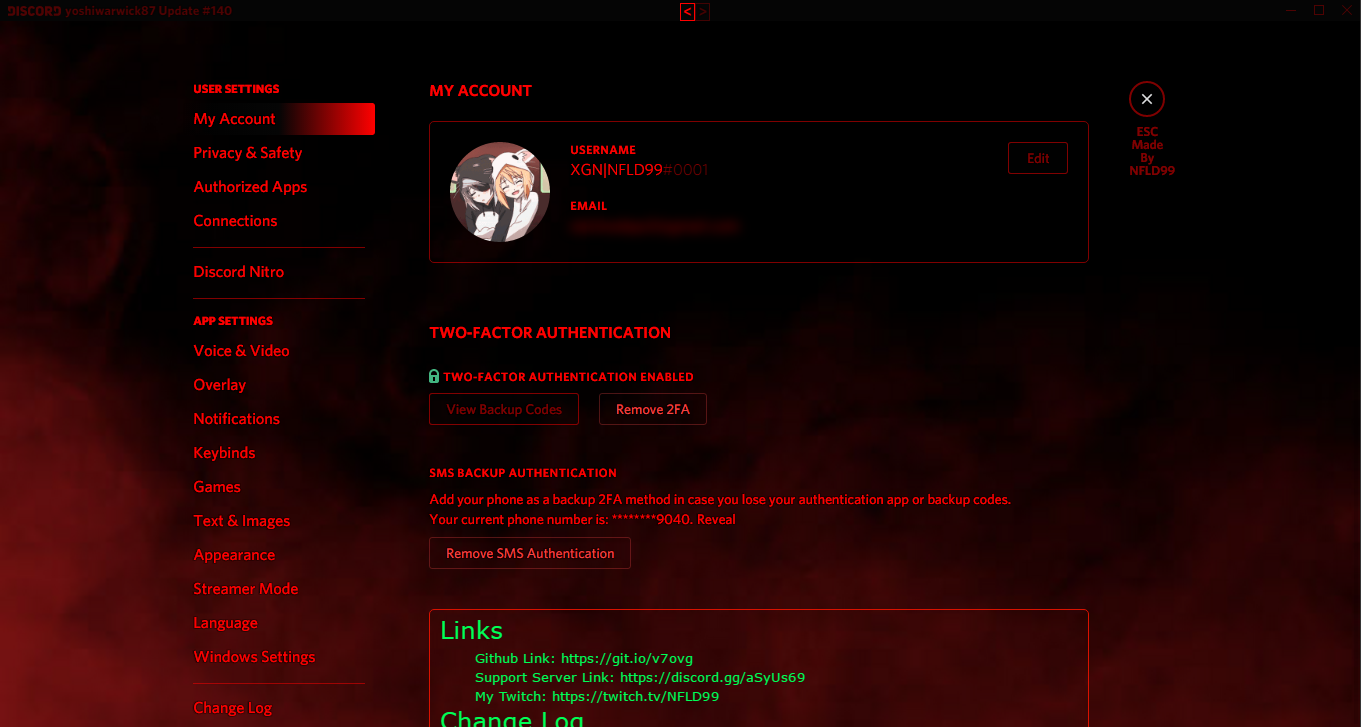 DISCORD yoshiwarwick87 Update #140
< >
USER SETTINGS
My Account
Privacy & Safety
Authorized Apps
Connections
Discord Nitro
APP SETTINGS
Voice & Video
Overlay
Notifications
Keybinds
Games
Text & Images
Appearance
Streamer Mode
Language
Windows Settings
Change Log
MY ACCOUNT
USERNAME
XGN|NFLD99#0001
Edit
EMAIL
TWO-FACTOR AUTHENTICATION
TWO-FACTOR AUTHENTICATION ENABLED
View Backup Codes
Remove 2FA
SMS BACKUP AUTHENTICATION
Add your phone as a backup 2FA method in case you lose your authentication app or backup codes.
Your current phone number is: ********9040. Reveal
Remove SMS Authentication
Links
Github Link: https://git.io/v7ovg
Support Server Link: https://discord.gg/aSyUs69
My Twitch: https://twitch.tv/NFLD99
Change Log
ESC
Made
By
NFLD99